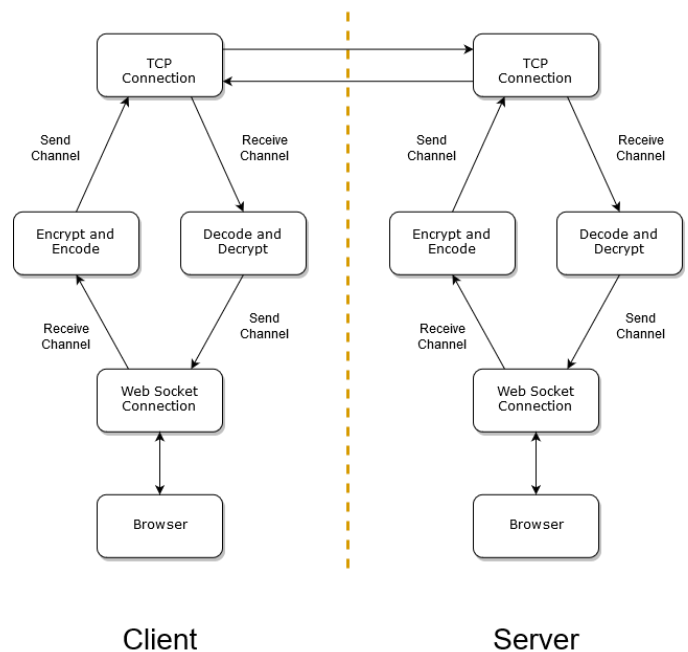 TCP
Connection
TCP
Connection
Send
Channel
Receive
Channel
Send
Channel
Receive
Channel
Encrypt and
Encode
Decode and
Decrypt
Encrypt and
Encode
Decode and
Decrypt
Receive
Channel
Send
Channel
Receive
Channel
Send
Channel
Web Socket
Connection
Web Socket
Connection
Browser
Browser
Client
Server